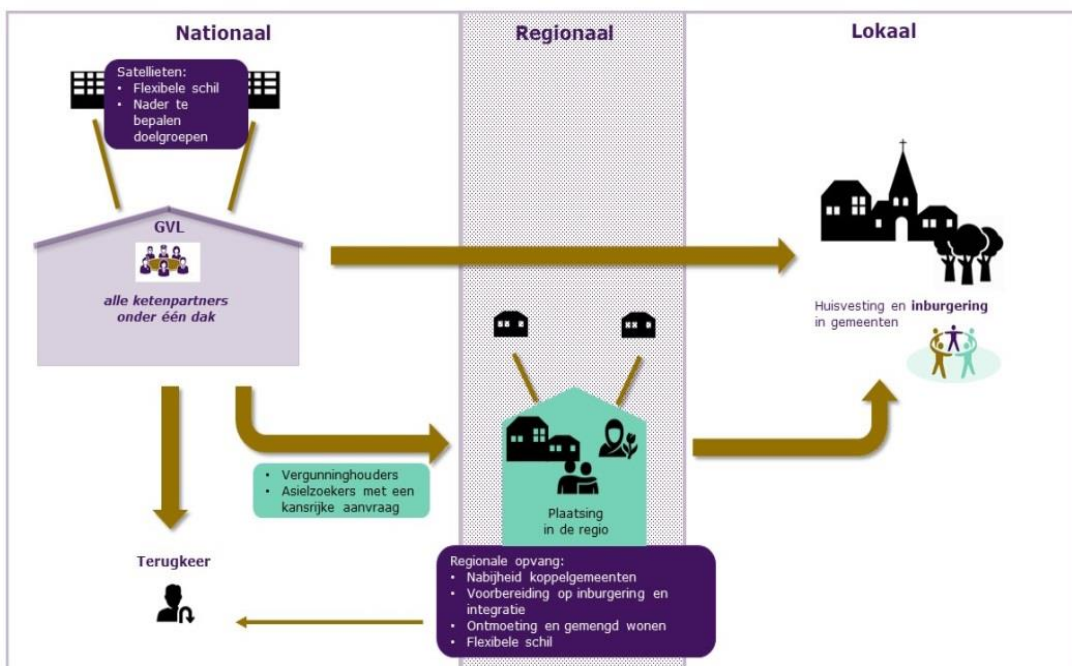 Nationaal
Regionaal
Lokaal
Satellieten:
• Flexibele schil
• Nader te
bepalen
doelgroepen
GVL
alle ketenpartners
onder één dak
Huisvesting en inburgering
in gemeenten
• Vergunninghouders
• Asielzoekers met een
kansrijke aanvraag
Plaatsing
in de regio
Terugkeer
Regionale opvang:
• Nabijheid koppelgemeenten
• Voorbereiding op inburgering en
integratie
• Ontmoeting en gemengd wonen
• Flexibele schil